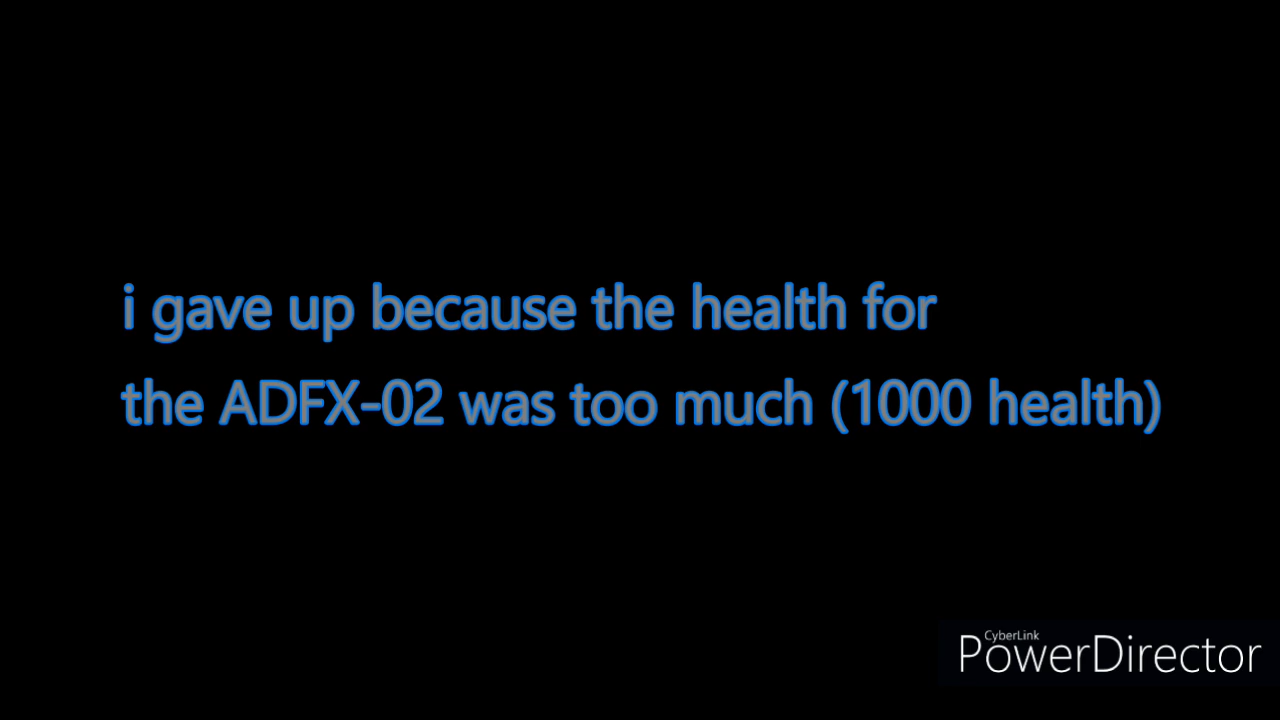 i gave up because the health for
the ADFX-02 was too much (1000 health)
CyberLink
PowerDirector